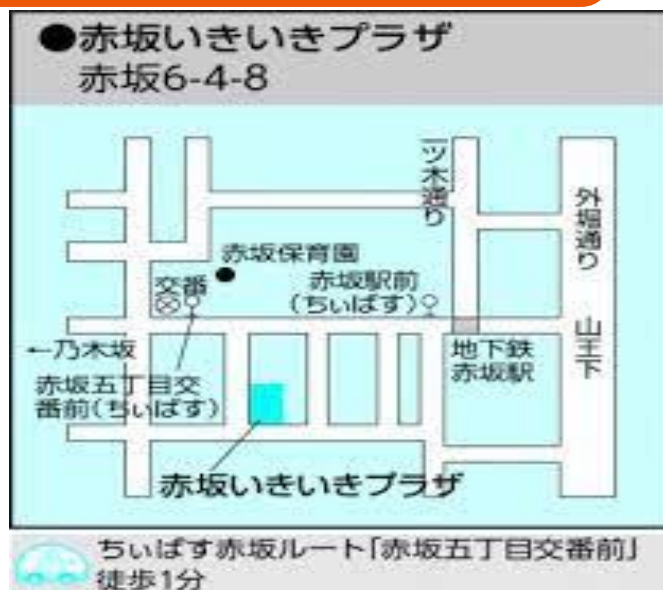 ●赤坂いきいきプラザ
赤坂6-4-8
一ツ木通り
外堀通り
赤坂保育園
交番
赤坂駅前
(ちぃばす)
山王下
←乃木坂
地下鉄
赤坂駅
赤坂五丁目交
番前(ちぃばす)
赤坂いきいきプラザ
ちぃばす赤坂ルート「赤坂五丁目交番前」
徒歩1分